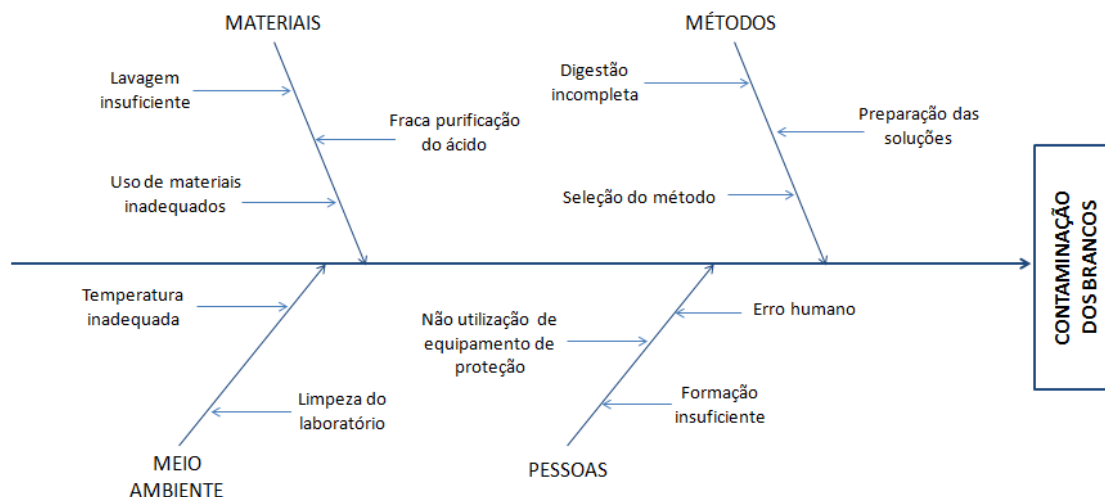 MATERIAIS
MÉTODOS
Lavagem
insuficiente
Fraca purificação
do ácido
Uso de materiais
inadequados
Digestão
incompleta
Preparação das
soluções
Seleção do método
CONTAMINAÇÃO
DOS BRANCOS
Temperatura
inadequada
Limpeza do
laboratório
Não utilização de
equipamento de
proteção
Erro humano
Formação
insuficiente
MEIO
AMBIENTE
PESSOAS